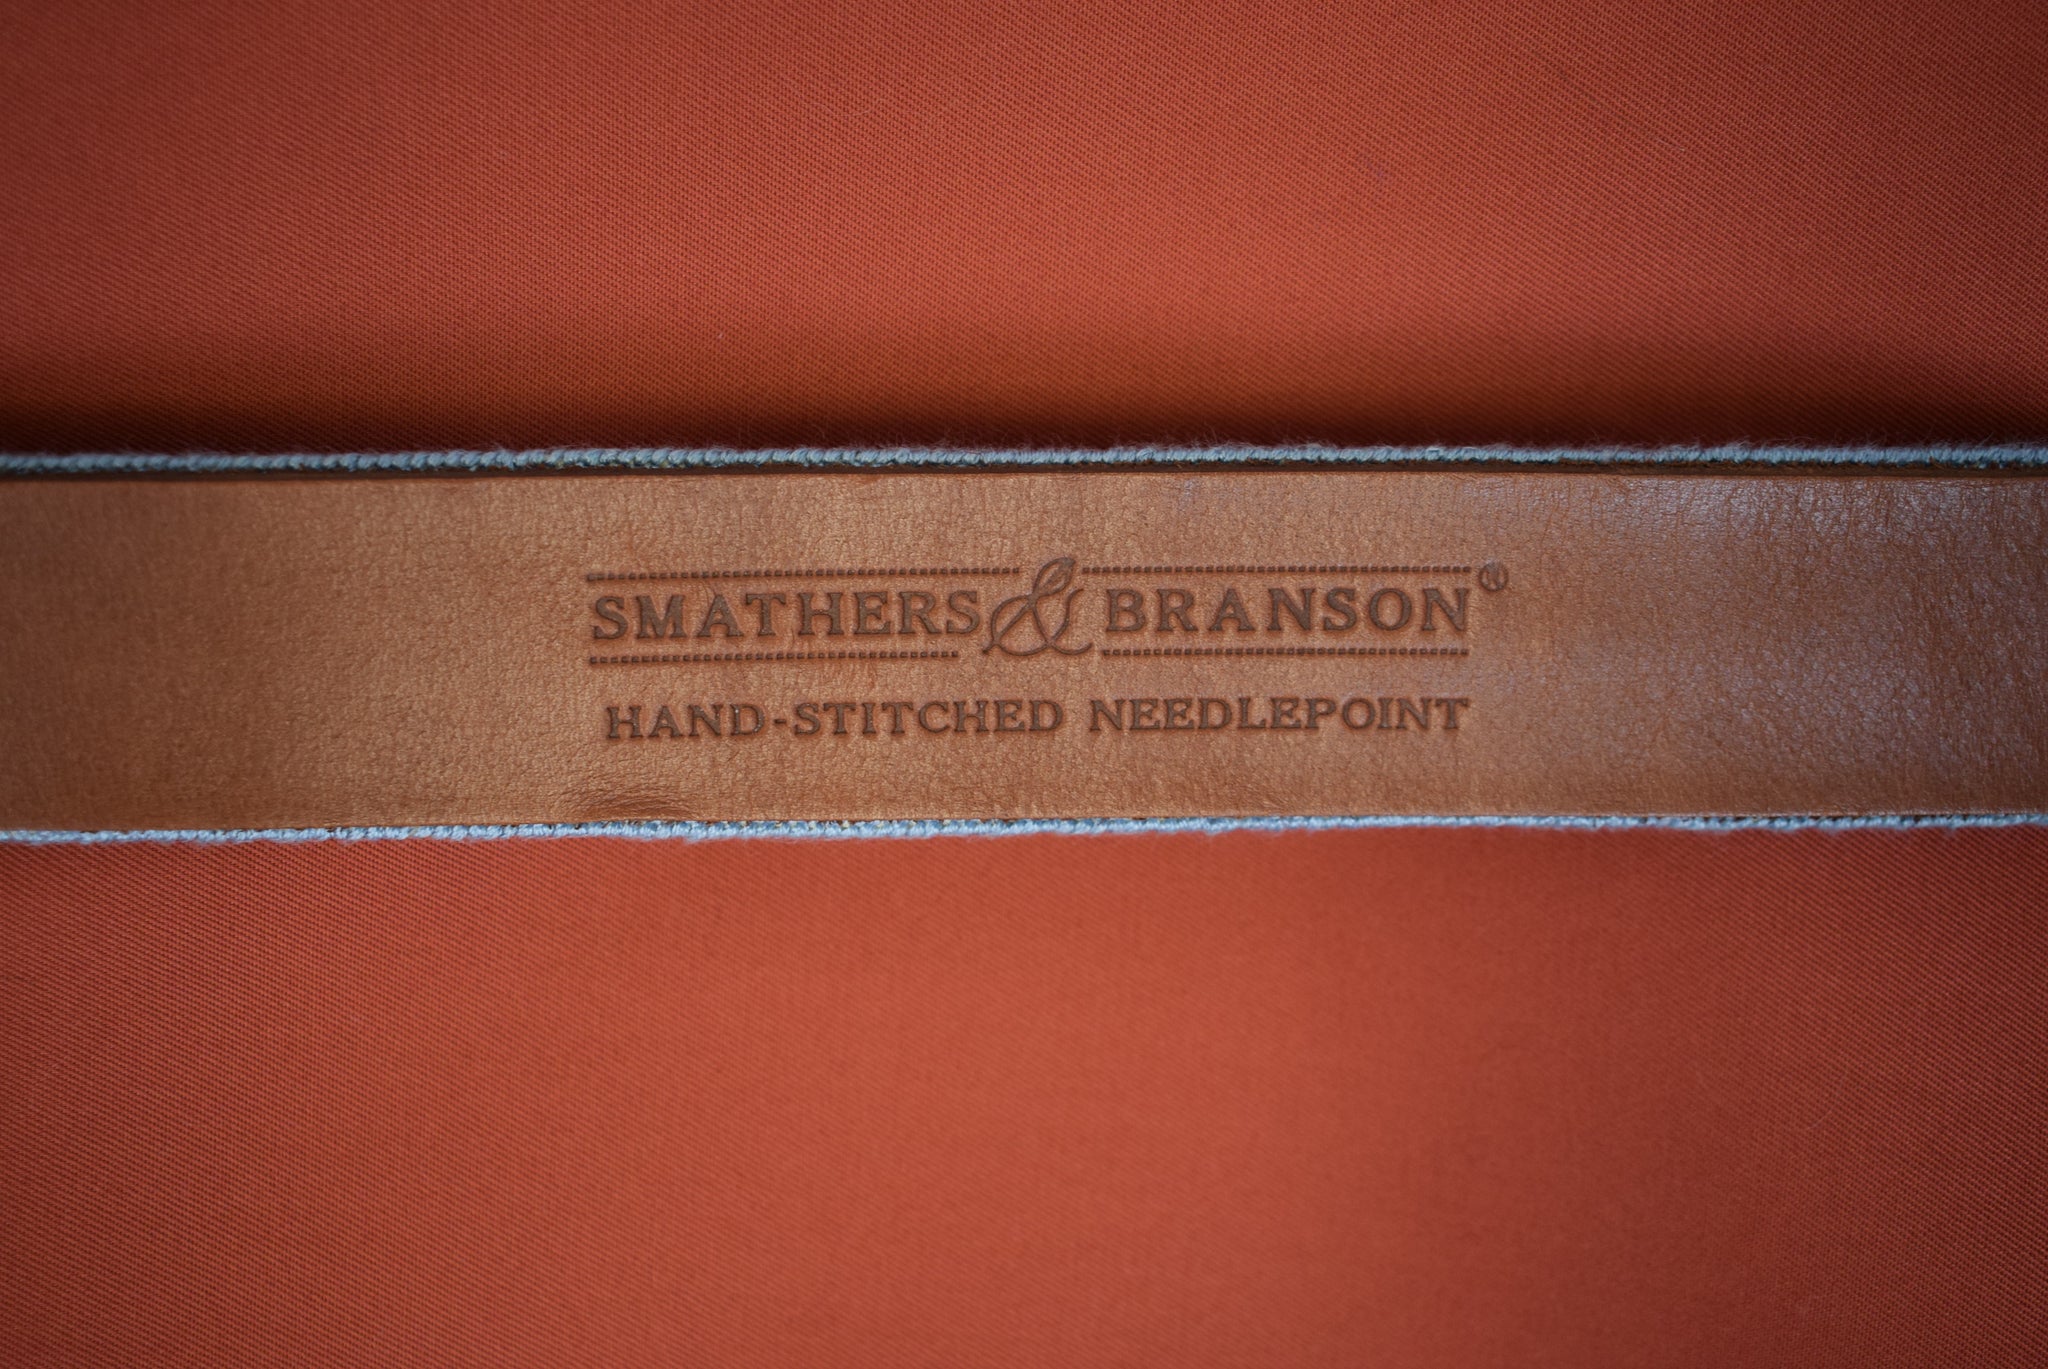 SMATHERS & BRANSON®
HAND-STITCHED NEEDLEPOINT